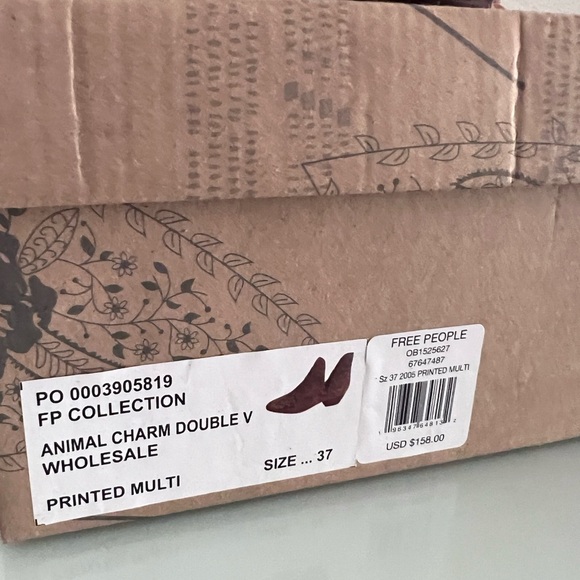 PO 0003905819
FP COLLECTION
ANIMAL CHARM DOUBLE V
WHOLESALE
SIZE ... 37
PRINTED MULTI
FREE PEOPLE
OB1525627
67647487
Sz 37 2005 PRINTED MULTI
USD $158.00